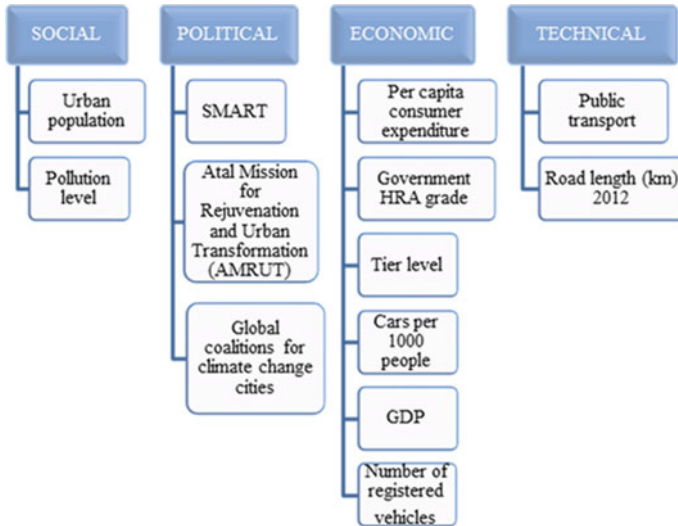 SOCIAL
Urban
population
Pollution
level
POLITICAL
SMART
Atal Mission
for
Rejuvenation
and Urban
Transformation
(AMRUT)
Global
coalitions for
climate change
cities
ECONOMIC
Per capita
consumer
expenditure
Government
HRA grade
Tier level
Cars per
1000
people
GDP
Number of
registered
vehicles
TECHNICAL
Public
transport
Road length (km)
2012